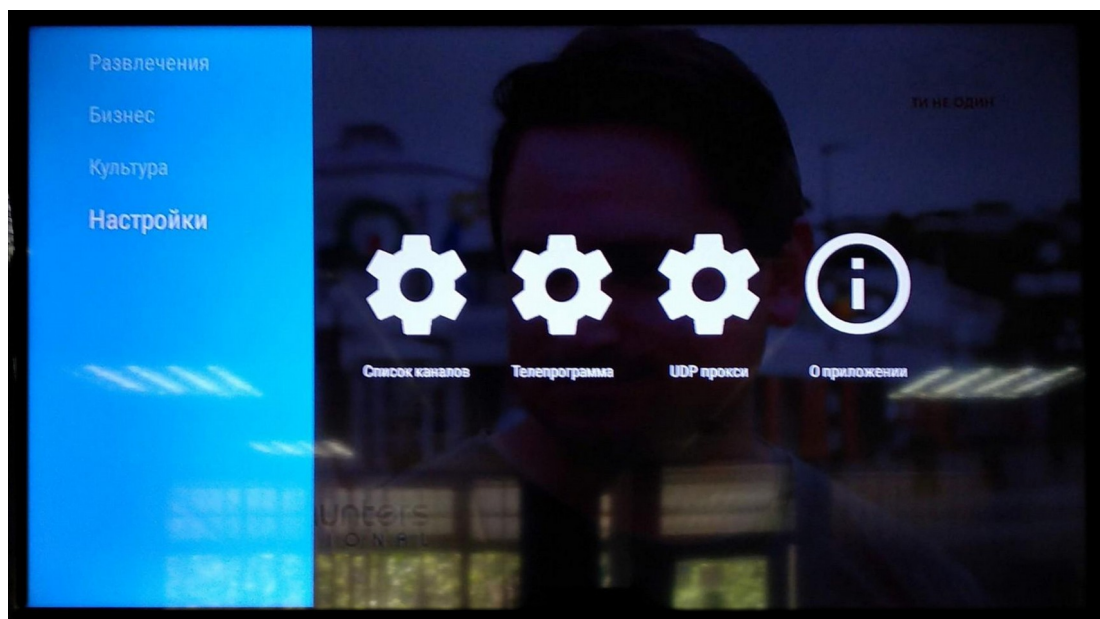 Развлечения
ТИ НЕ ОДИН
Бизнес
Культура
Настройки
Список каналов
Телепрограмма
UDP прокси
О приложении